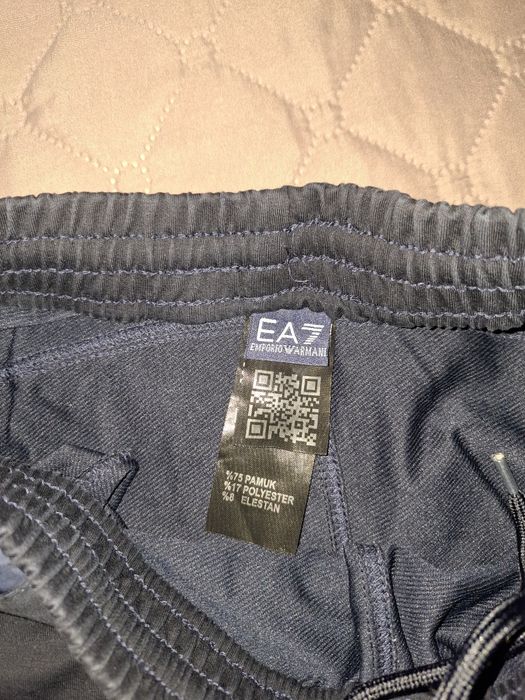 EA7
EMPORIO ARMANI
%75 PAMUK
%17 POLYESTER
%8 ELESTAN